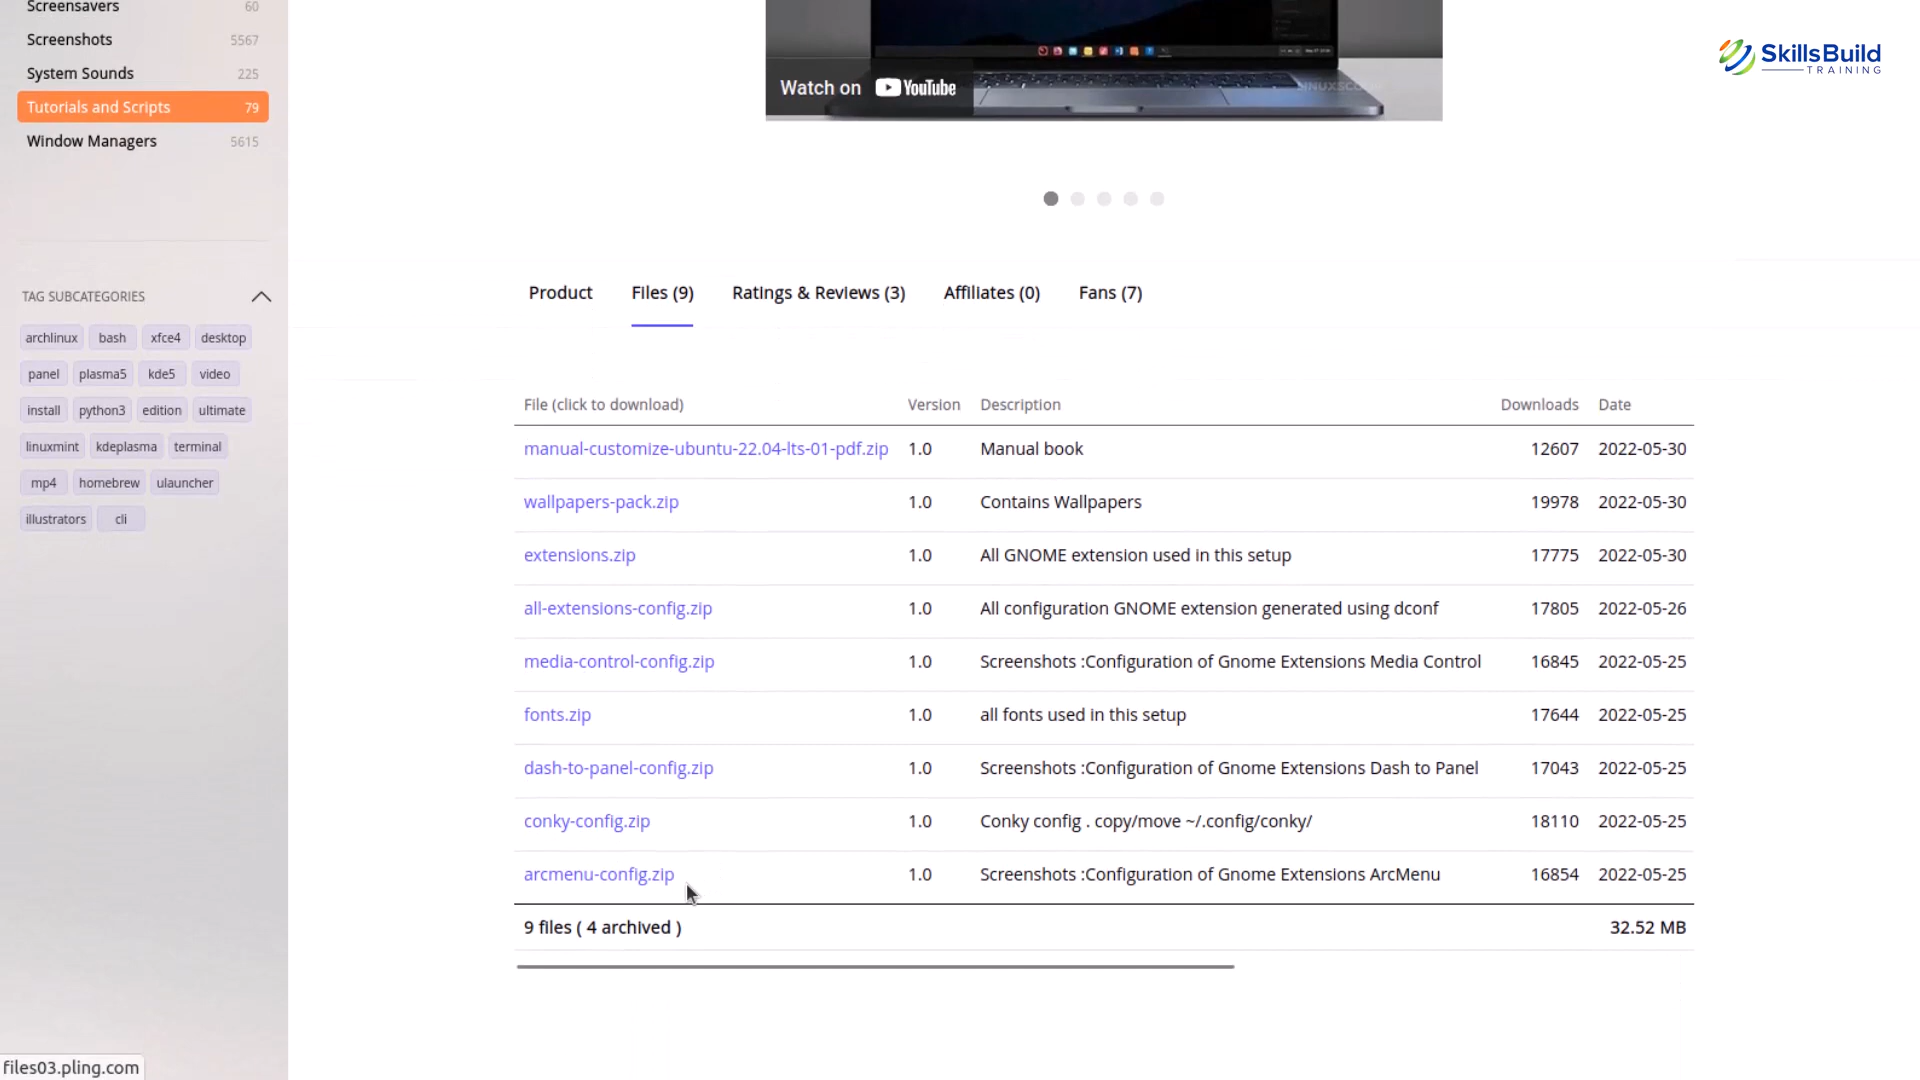 Screensavers 60
Screenshots 5567
System Sounds 225
Tutorials and Scripts 79
Window Managers 5615
TAG SUBCATEGORIES
archlinux bash xfce4 desktop
panel plasma5 kde5 video
install python3 edition ultimate
linuxmint kdeplasma terminal
mp4 homebrew ulauncher
illustrators cli
Watch on YouTube
SkillsBuild
TRAINING
Product Files (9) Ratings & Reviews (3) Affiliates (0) Fans (7)
File (click to download) Version Description Downloads Date
manual-customize-ubuntu-22.04-lts-01-pdf.zip 1.0 Manual book 12607 2022-05-30
wallpapers-pack.zip 1.0 Contains Wallpapers 19978 2022-05-30
extensions.zip 1.0 All GNOME extension used in this setup 17775 2022-05-30
all-extensions-config.zip 1.0 All configuration GNOME extension generated using dconf 17805 2022-05-26
media-control-config.zip 1.0 Screenshots :Configuration of Gnome Extensions Media Control 16845 2022-05-25
fonts.zip 1.0 all fonts used in this setup 17644 2022-05-25
dash-to-panel-config.zip 1.0 Screenshots :Configuration of Gnome Extensions Dash to Panel 17043 2022-05-25
conky-config.zip 1.0 Conky config . copy/move ~/.config/conky/ 18110 2022-05-25
arcmenu-config.zip 1.0 Screenshots :Configuration of Gnome Extensions ArcMenu 16854 2022-05-25
9 files ( 4 archived ) 32.52 MB
files03.pling.com